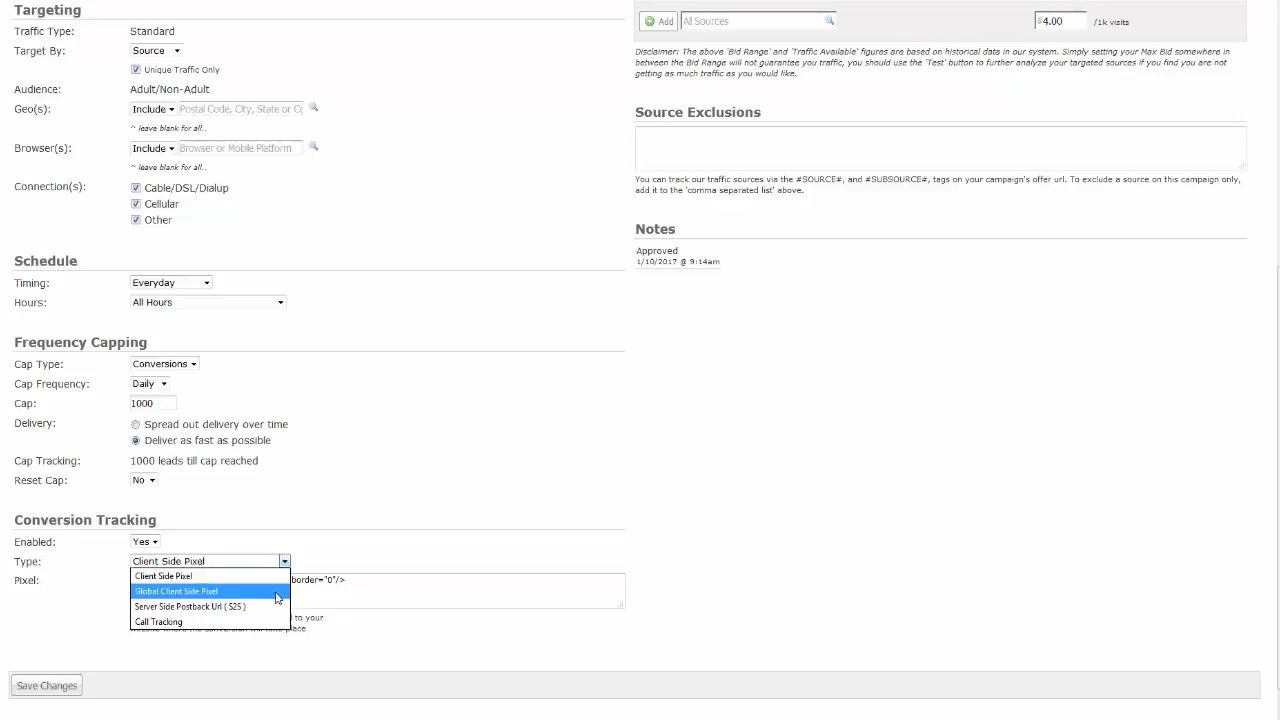 Targeting
Traffic Type: Standard
Target By: Source
Unique Traffic Only
Audience: Adult/Non-Adult
Geo(s): Include Postal Code, City, State or Co
^ leave blank for all..
Browser(s): Include Browser or Mobile Platform
^ leave blank for all..
Connection(s): Cable/DSL/Dialup
Cellular
Other
Schedule
Timing: Everyday
Hours: All Hours
Frequency Capping
Cap Type: Conversions
Cap Frequency: Daily
Cap: 1000
Delivery: Spread out delivery over time
Deliver as fast as possible
Cap Tracking: 1000 leads till cap reached
Reset Cap: No
Conversion Tracking
Enabled: Yes
Type: Client Side Pixel
Client Side Pixel
Pixel: border="0"/>
Global Client Side Pixel
Server Side Postback Url ( S2S )
Call Tracking
to your
website where the conversion will take place
Save Changes
Add All Sources $4.00 /1k visits
Disclaimer: The above 'Bid Range' and 'Traffic Available' figures are based on historical data in our system. Simply setting your Max Bid somewhere in
between the Bid Range will not guarantee you traffic, you should use the 'Test' button to further analyze your targeted sources if you find you are not
getting as much traffic as you would like.
Source Exclusions
You can track our traffic sources via the #SOURCE#, and #SUBSOURCE#, tags on your campaign's offer url. To exclude a source on this campaign only,
add it to the 'comma separated list' above.
Notes
Approved
1/10/2017 @ 9:14am